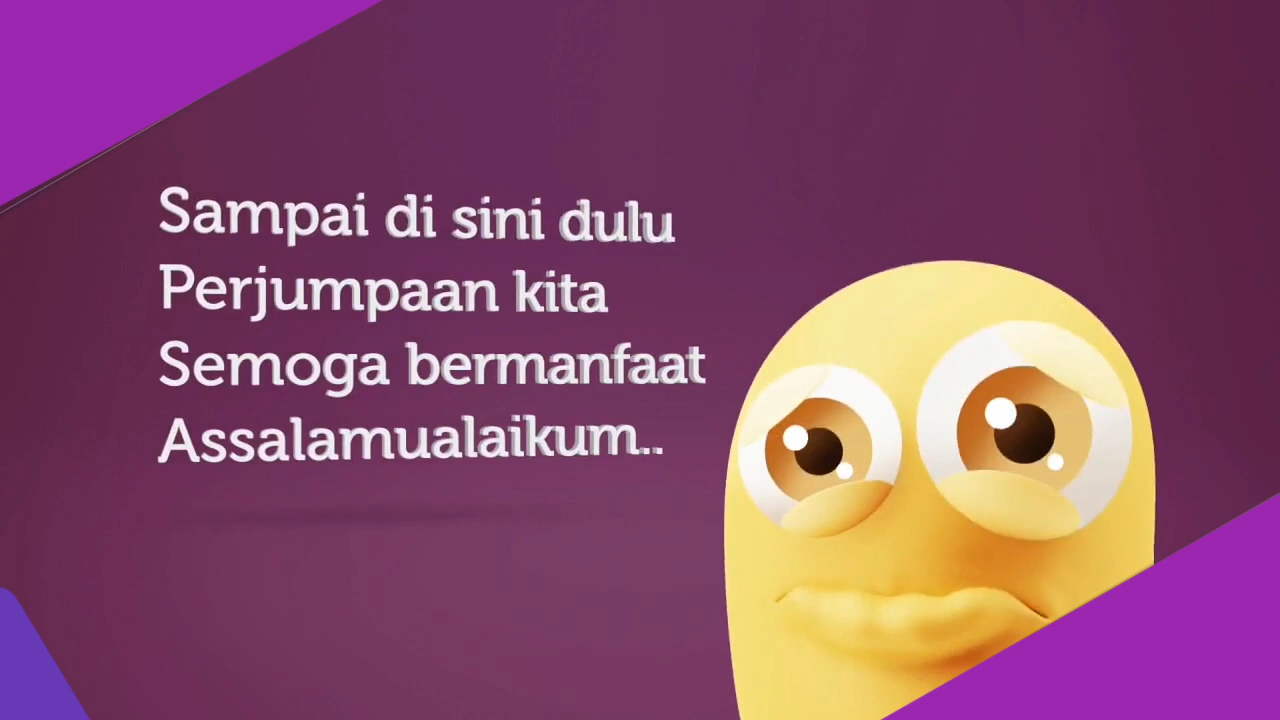 Sampai di sini dulu
Perjumpaan kita
Semoga bermanfaat
Assalamualaikum..